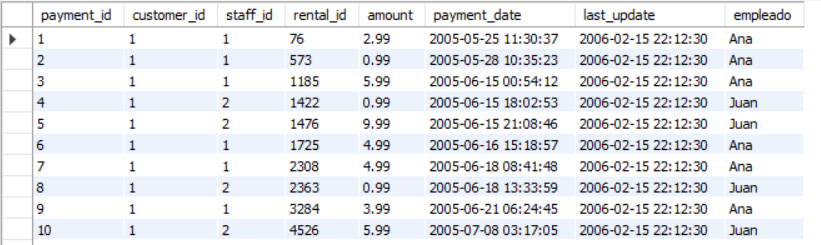 payment_id customer_id staff_id rental_id amount payment_date last_update empleado
1 1 1 76 2.99 2005-05-25 11:30:37 2006-02-15 22:12:30 Ana
2 1 1 573 0.99 2005-05-28 10:35:23 2006-02-15 22:12:30 Ana
3 1 1 1185 5.99 2005-06-15 00:54:12 2006-02-15 22:12:30 Ana
4 1 2 1422 0.99 2005-06-15 18:02:53 2006-02-15 22:12:30 Juan
5 1 2 1476 9.99 2005-06-15 21:08:46 2006-02-15 22:12:30 Juan
6 1 1 1725 4.99 2005-06-16 15:18:57 2006-02-15 22:12:30 Ana
7 1 1 2308 4.99 2005-06-18 08:41:48 2006-02-15 22:12:30 Ana
8 1 2 2363 0.99 2005-06-18 13:33:59 2006-02-15 22:12:30 Juan
9 1 1 3284 3.99 2005-06-21 06:24:45 2006-02-15 22:12:30 Ana
10 1 2 4526 5.99 2005-07-08 03:17:05 2006-02-15 22:12:30 Juan